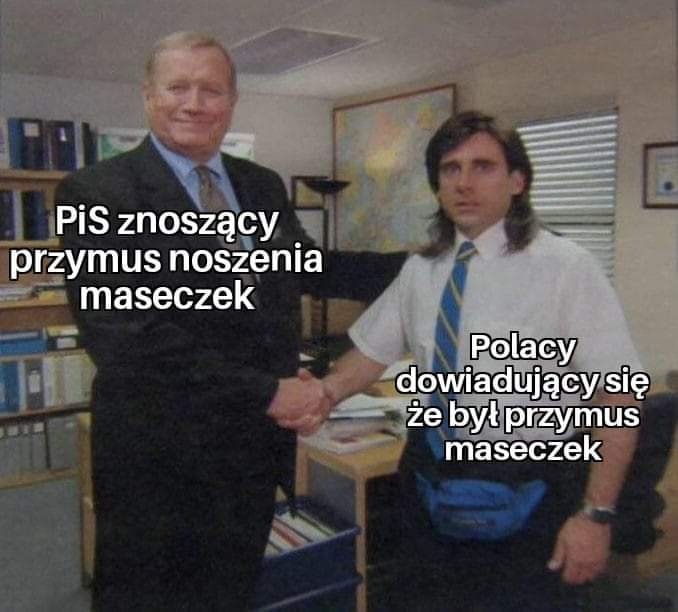 PiS znoszący
przymus noszenia
maseczek
Polacy
dowiadujący się
że był przymus
maseczek